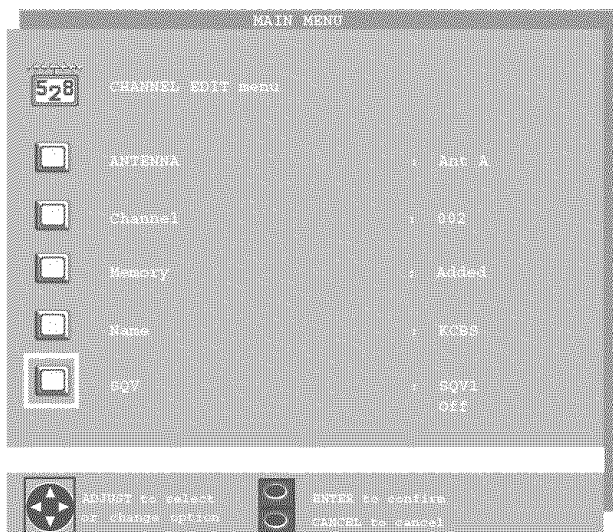 MAIN MENU
528
CHANNEL EDIT menu
ANTENNA : Ant A
Channel : 002
Memory : Added
Name : KCBS
SQV : SQV1
Off
ADJUST to select
or change option
ENTER to confirm
CANCEL to cancel